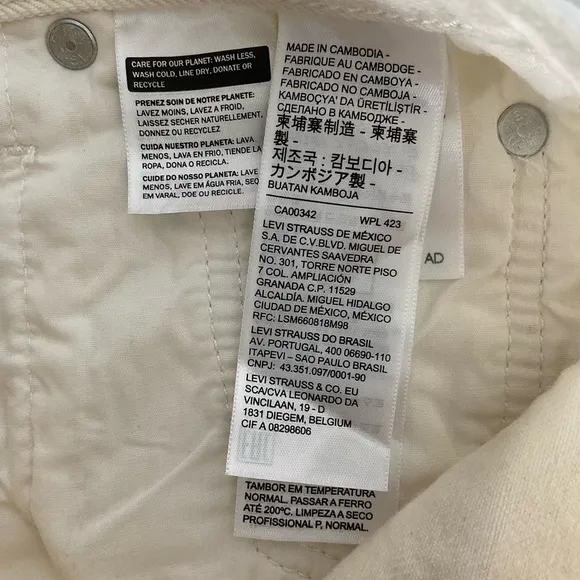 CARE FOR OUR PLANET: WASH LESS,
WASH COLD, LINE DRY, DONATE OR
RECYCLE
PRENEZ SOIN DE NOTRE PLANETE:
LAVEZ MOINS, LAVEZ A FROID,
LAISSEZ SECHER NATURELLEMENT,
DONNEZ OU RECYCLEZ
CUIDA NUESTRO PLANETA: LAVA
MENOS, LAVA EN FRIO, TIENDE LA
ROPA, DONA O RECICLA.
CUIDE DO NOSSO PLANETA: LAVE
MENOS, LAVE EM ÁGUA FRIA, SEQ
EM VARAL, DOE OU RECICLE.
MADE IN CAMBODIA -
FABRIQUE AU CAMBODGE -
FABRICADO EN CAMBOYA -
FABRICADO NO CAMBOJA -
KAMBOÇYA' DA ÜRETİLİŞTİR -
СДЕЛАНО В КАМБОДЖЕ -
柬埔寨制造 - 柬埔寨
製 -
제조국 : 캄보디아 -
カンボジア製 -
BUATAN KAMBOJA
CA00342 WPL 423
LEVI STRAUSS DE MÉXICO
S.A. DE C.V.BLVD. MIGUEL DE
CERVANTES SAAVEDRA
NO. 301, TORRE NORTE PISO
7 COL. AMPLIACIÓN
GRANADA C.P. 11529
ALCALDÍA. MIGUEL HIDALGO
CIUDAD DE MÉXICO, MÉXICO
RFC: LSM660818M98
LEVI STRAUSS DO BRASIL
AV. PORTUGAL, 400 06690-110
ITAPEVI – SAO PAULO BRASIL
CNPJ: 43.351.097/0001-90
LEVI STRAUSS & CO. EU
SCA/CVA LEONARDO DA
VINCILAAN, 19 - D
1831 DIEGEM, BELGIUM
CIF A 08298606
AD
TAMBOR EM TEMPERATURA
NORMAL. PASSAR A FERRO
ATÉ 200ºC. LIMPEZA A SECO
PROFISSIONAL P, NORMAL.